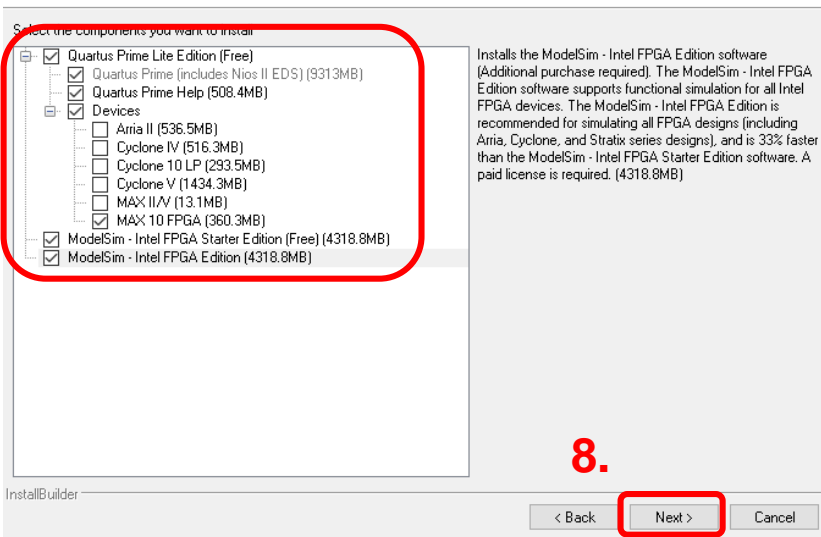 Select the components you want to install
Quartus Prime Lite Edition (Free)
Quartus Prime (includes Nios II EDS) (9313MB)
Quartus Prime Help (508.4MB)
Devices
Arria II (536.5MB)
Cyclone IV (516.3MB)
Cyclone 10 LP (293.5MB)
Cyclone V (1434.3MB)
MAX II/V (13.1MB)
MAX 10 FPGA (360.3MB)
ModelSim - Intel FPGA Starter Edition (Free) (4318.8MB)
ModelSim - Intel FPGA Edition (4318.8MB)
Installs the ModelSim - Intel FPGA Edition software
(Additional purchase required). The ModelSim - Intel FPGA
Edition software supports functional simulation for all Intel
FPGA devices. The ModelSim - Intel FPGA Edition is
recommended for simulating all FPGA designs (including
Arria, Cyclone, and Stratix series designs), and is 33% faster
than the ModelSim - Intel FPGA Starter Edition software. A
paid license is required. (4318.8MB)
8.
InstallBuilder
< Back
Next >
Cancel